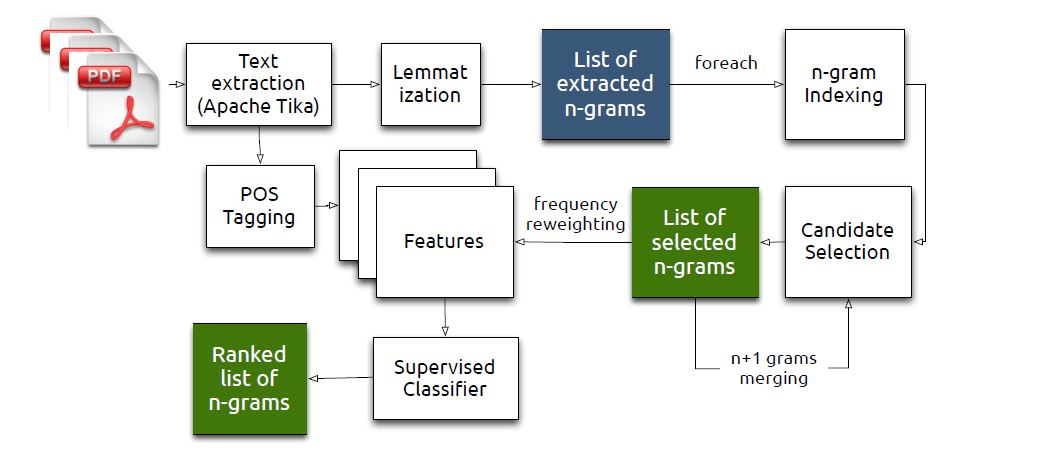 PDF
Text
extraction
(Apache Tika)
Lemmat
ization
List of
extracted
n-grams
foreach
n-gram
Indexing
POS
Tagging
Features
frequency
reweighting
List of
selected
n-grams
Candidate
Selection
n+1 grams
merging
Supervised
Classifier
Ranked
list of
n-grams